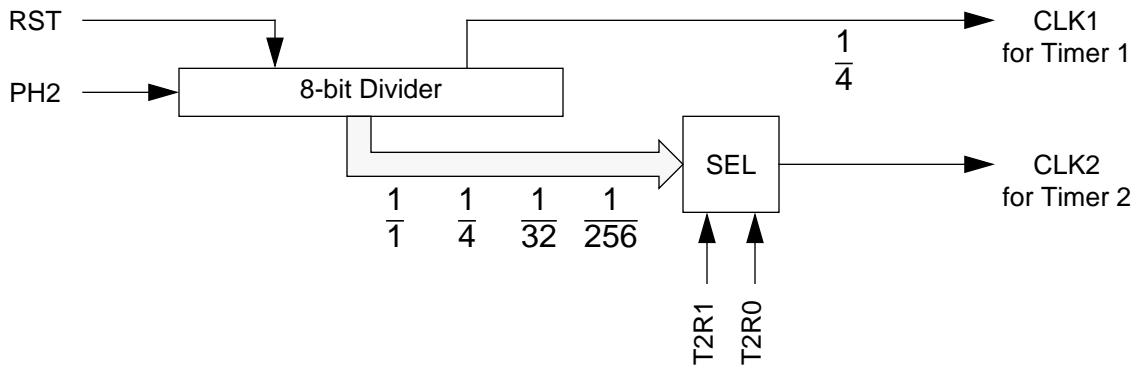 RST
CLK1
for Timer 1
1
4
PH2
8-bit Divider
SEL
CLK2
for Timer 2
1
1
1
4
1
32
1
256
T2R1
T2R0